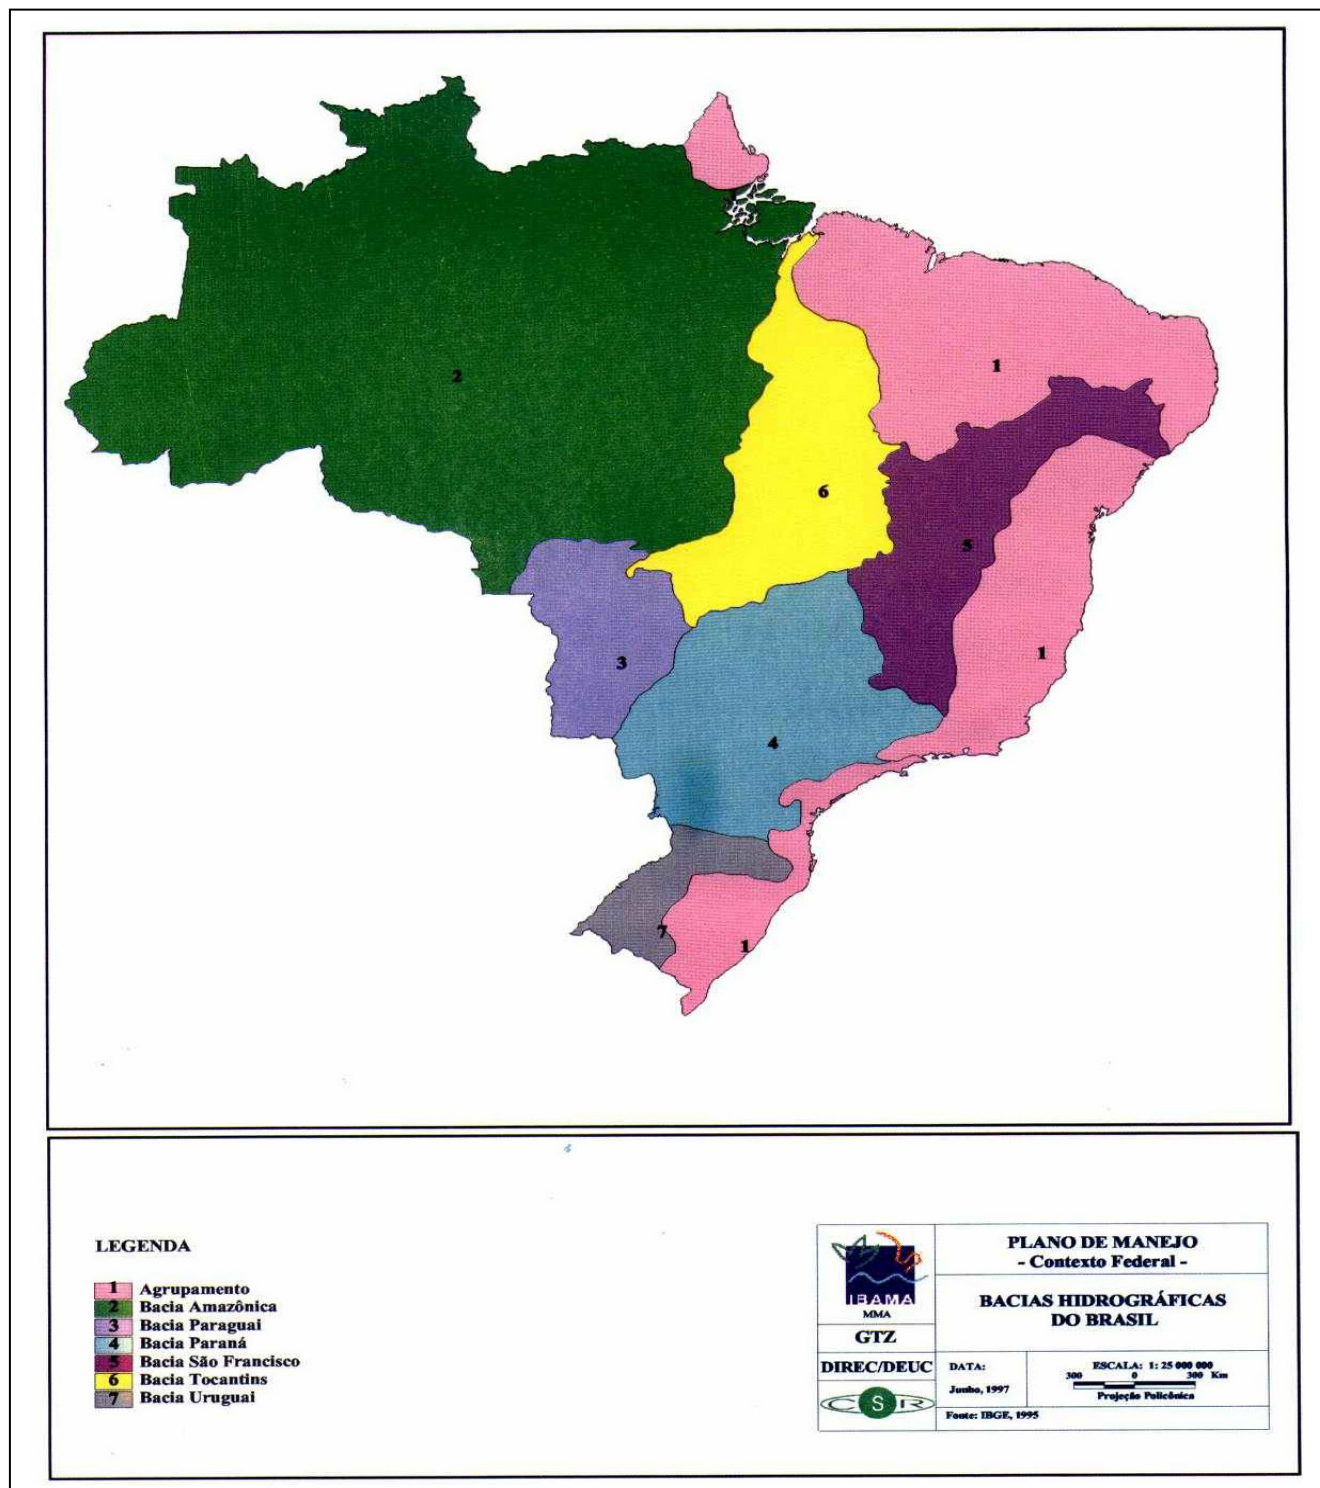 2
1
6
5
3
1
4
7
1
LEGENDA
1 Agrupamento
2 Bacia Amazônica
3 Bacia Paraguai
4 Bacia Paraná
5 Bacia São Francisco
6 Bacia Tocantins
7 Bacia Uruguai
IBAMA
MMA
GTZ
DIREC/DEUC
CSR
PLANO DE MANEJO
- Contexto Federal -
BACIAS HIDROGRÁFICAS
DO BRASIL
DATA:
Junho, 1997
ESCALA: 1: 25 000 000
300 0 300 Km
Projeção Policônica
Fonte: IBGE, 1995